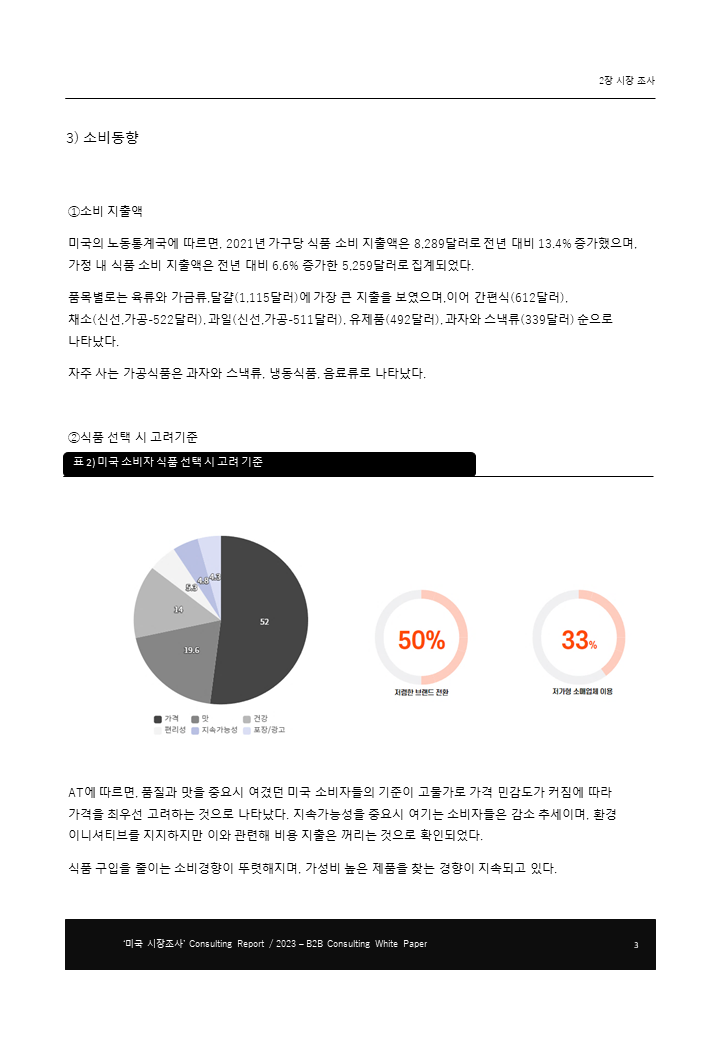 2장 시장 조사
3) 소비동향
①소비 지출액
미국의 노동통계국에 따르면, 2021년 가구당 식품 소비 지출액은 8,289달러로 전년 대비 13.4% 증가했으며,
가정 내 식품 소비 지출액은 전년 대비 6.6% 증가한 5,259달러로 집계되었다.
품목별로는 육류와 가금류,달걀(1,115달러)에 가장 큰 지출을 보였으며,이어 간편식(612달러),
채소(신선,가공-522달러), 과일(신선,가공-511달러), 유제품(492달러), 과자와 스낵류(339달러) 순으로
나타났다.
자주 사는 가공식품은 과자와 스낵류, 냉동식품, 음료류로 나타났다.
②식품 선택 시 고려기준
표 2) 미국 소비자 식품 선택 시 고려 기준
52
19.6
14
5.3
4.8
4.3
가격 맛 건강
편리성 지속가능성 포장/광고
50%
저렴한 브랜드 전환
33%
저가형 소매업체 이용
AT에 따르면, 품질과 맛을 중요시 여겼던 미국 소비자들의 기준이 고물가로 가격 민감도가 커짐에 따라
가격을 최우선 고려하는 것으로 나타났다. 지속가능성을 중요시 여기는 소비자들은 감소 추세이며, 환경
이니셔티브를 지지하지만 이와 관련해 비용 지출은 꺼리는 것으로 확인되었다.
식품 구입을 줄이는 소비경향이 뚜렷해지며, 가성비 높은 제품을 찾는 경향이 지속되고 있다.
‘미국 시장조사’ Consulting Report / 2023 – B2B Consulting White Paper
3